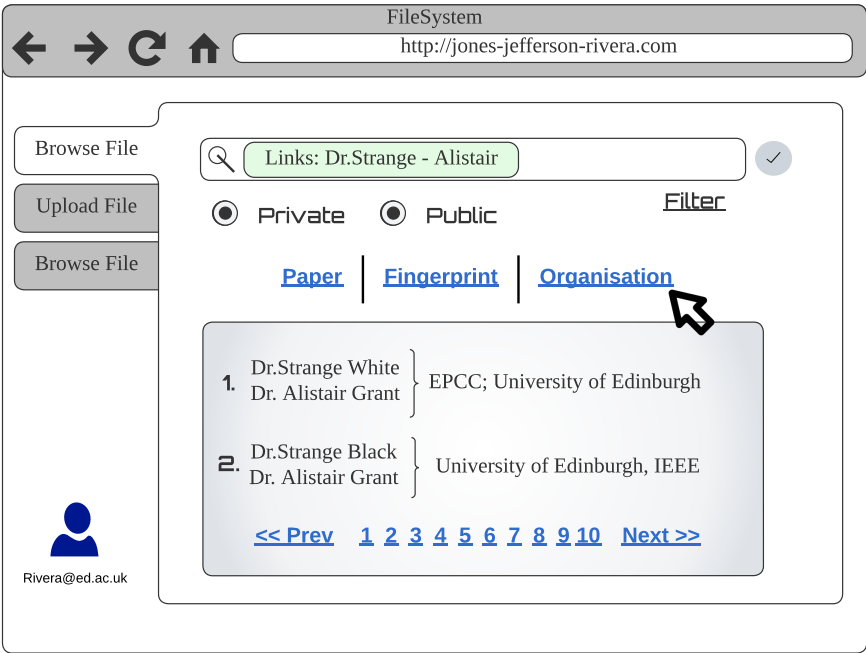 FileSystem
http://jones-jefferson-rivera.com
Browse File
Upload File
Browse File
Links: Dr.Strange - Alistair
Private Public Filter
Paper Fingerprint Organisation
1. Dr.Strange White
Dr. Alistair Grant
EPCC; University of Edinburgh
2. Dr.Strange Black
Dr. Alistair Grant
University of Edinburgh, IEEE
<< Prev 1 2 3 4 5 6 7 8 9 10 Next >>
Rivera@ed.ac.uk